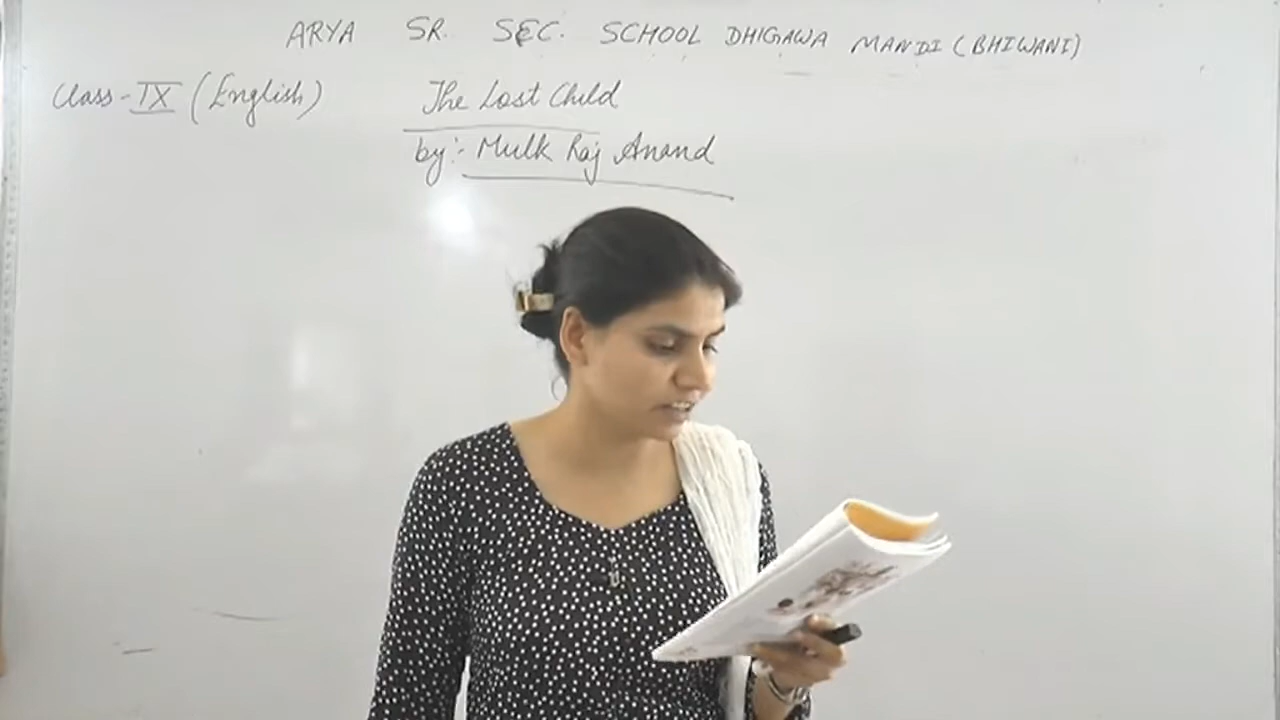 ARYA SR. SEC. SCHOOL DHIGAWA MANDI (BHIWANI)
Class - IX (English)
The Lost Child
by:- Mulk Raj Anand